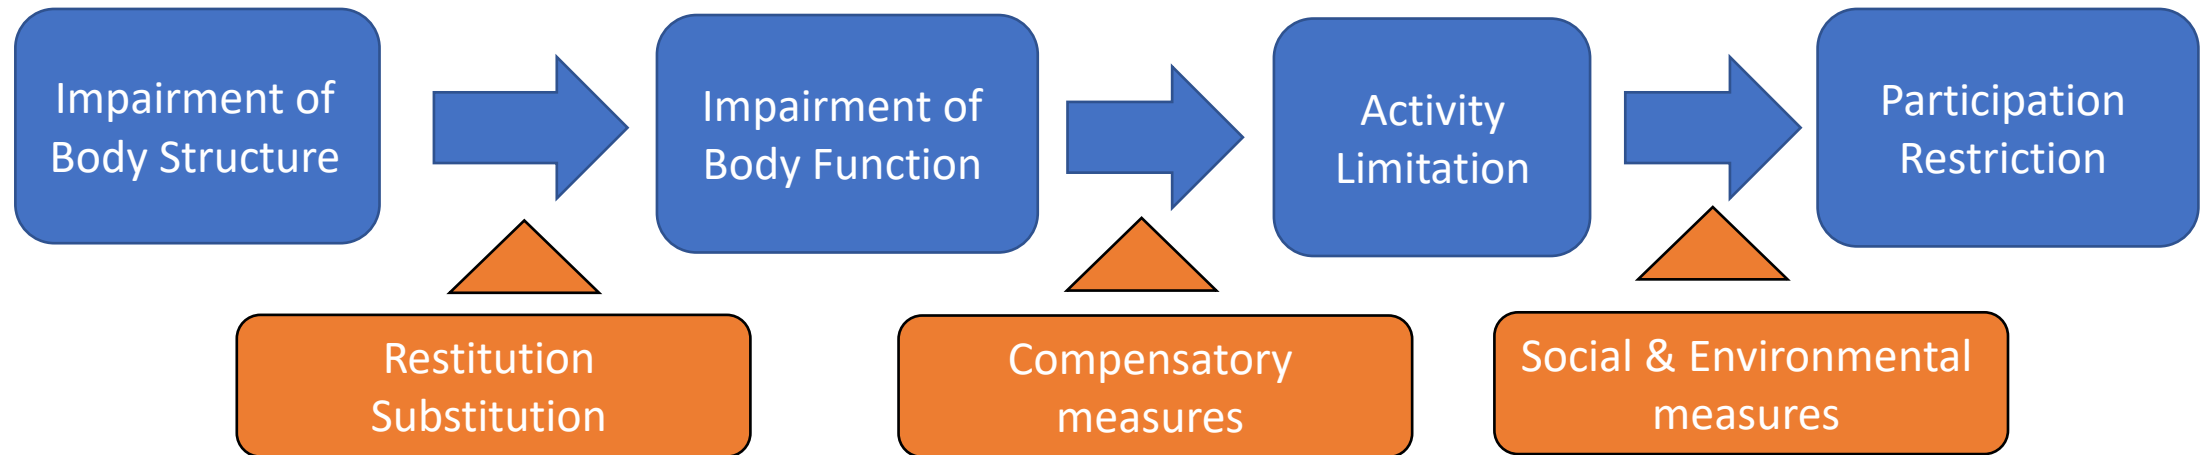 Impairment of
Body Structure
Impairment of
Body Function
Activity
Limitation
Participation
Restriction
Restitution
Substitution
Compensatory
measures
Social & Environmental
measures